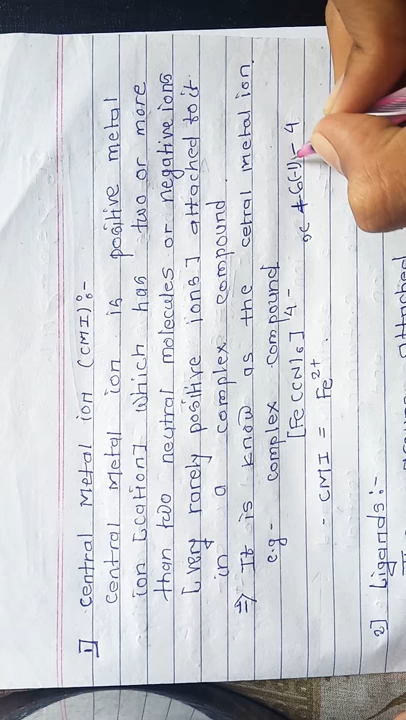 1] Central Metal ion (CMI):-
Central Metal ion is positive metal
ion [cation] which has two or more
than two neutral molecules or negative ions
[very rarely positive ions] attached to it
in a complex compound
⇒ It is know as the cetral metal ion
e.g- complex compound
[Fe(CN)6]4-
x+6(-1)=4
- CMI = Fe2+
2] Ligands:-